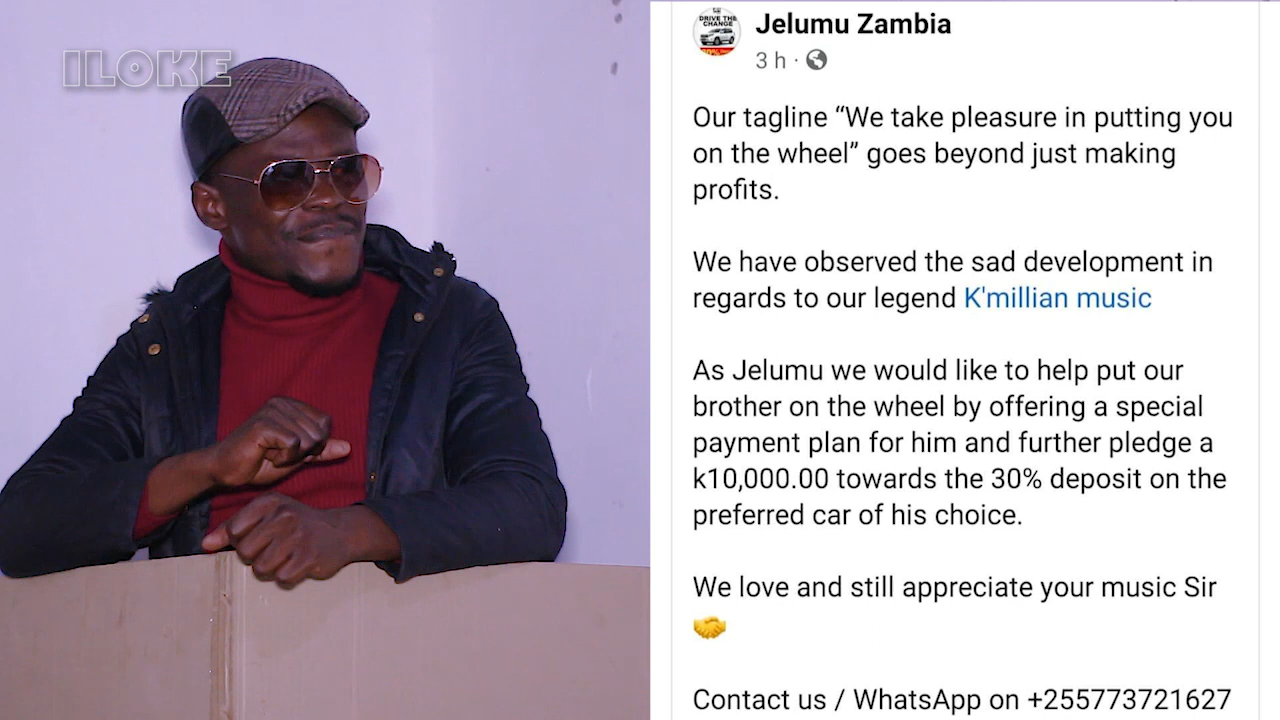 ILOKE
DRIVE THE
CHANGE
Jelumu Zambia
3 h ·
Our tagline “We take pleasure in putting you
on the wheel” goes beyond just making
profits.
We have observed the sad development in
regards to our legend K'millian music
As Jelumu we would like to help put our
brother on the wheel by offering a special
payment plan for him and further pledge a
k10,000.00 towards the 30% deposit on the
preferred car of his choice.
We love and still appreciate your music Sir
🤝
Contact us / WhatsApp on +255773721627